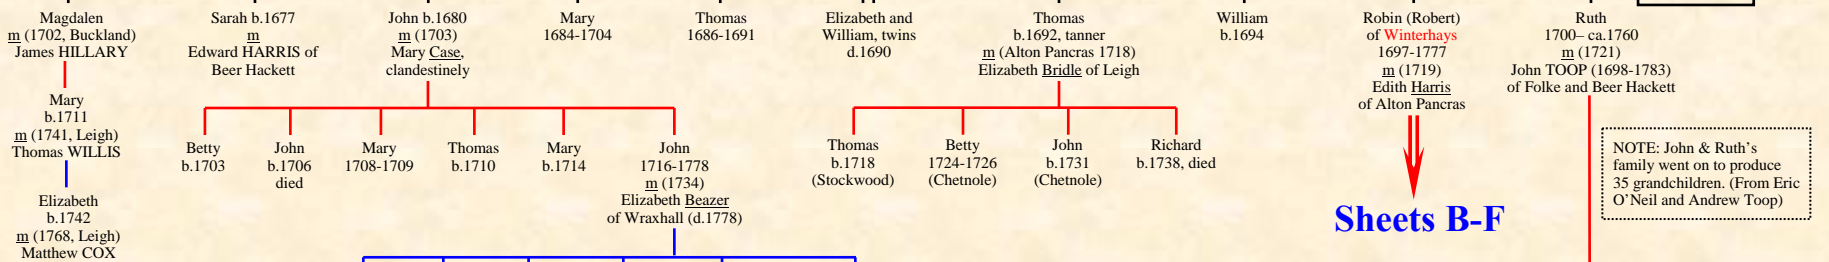 Magdalen
m (1702, Buckland)
James HILLARY
Sarah b.1677
m
Edward HARRIS of
Beer Hackett
John b.1680
m (1703)
Mary Case,
clandestinely
Mary
1684-1704
Thomas
1686-1691
Elizabeth and
William, twins
d.1690
Thomas
b.1692, tanner
m (Alton Pancras 1718)
Elizabeth Bridle of Leigh
William
b.1694
Robin (Robert)
of Winterhays
1697-1777
m (1719)
Edith Harris
of Alton Pancras
Ruth
1700– ca.1760
m (1721)
John TOOP (1698-1783)
of Folke and Beer Hackett
Mary
b.1711
m (1741, Leigh)
Thomas WILLIS
Betty
b.1703
John
b.1706
died
Mary
1708-1709
Thomas
b.1710
Mary
b.1714
John
1716-1778
m (1734)
Elizabeth Beazer
of Wraxhall (d.1778)
Thomas
b.1718
(Stockwood)
Betty
1724-1726
(Chetnole)
John
b.1731
(Chetnole)
Richard
b.1738, died
NOTE: John & Ruth's
family went on to produce
35 grandchildren. (From Eric
O'Neil and Andrew Toop)
Elizabeth
b.1742
m (1768, Leigh)
Matthew COX
Sheets B-F